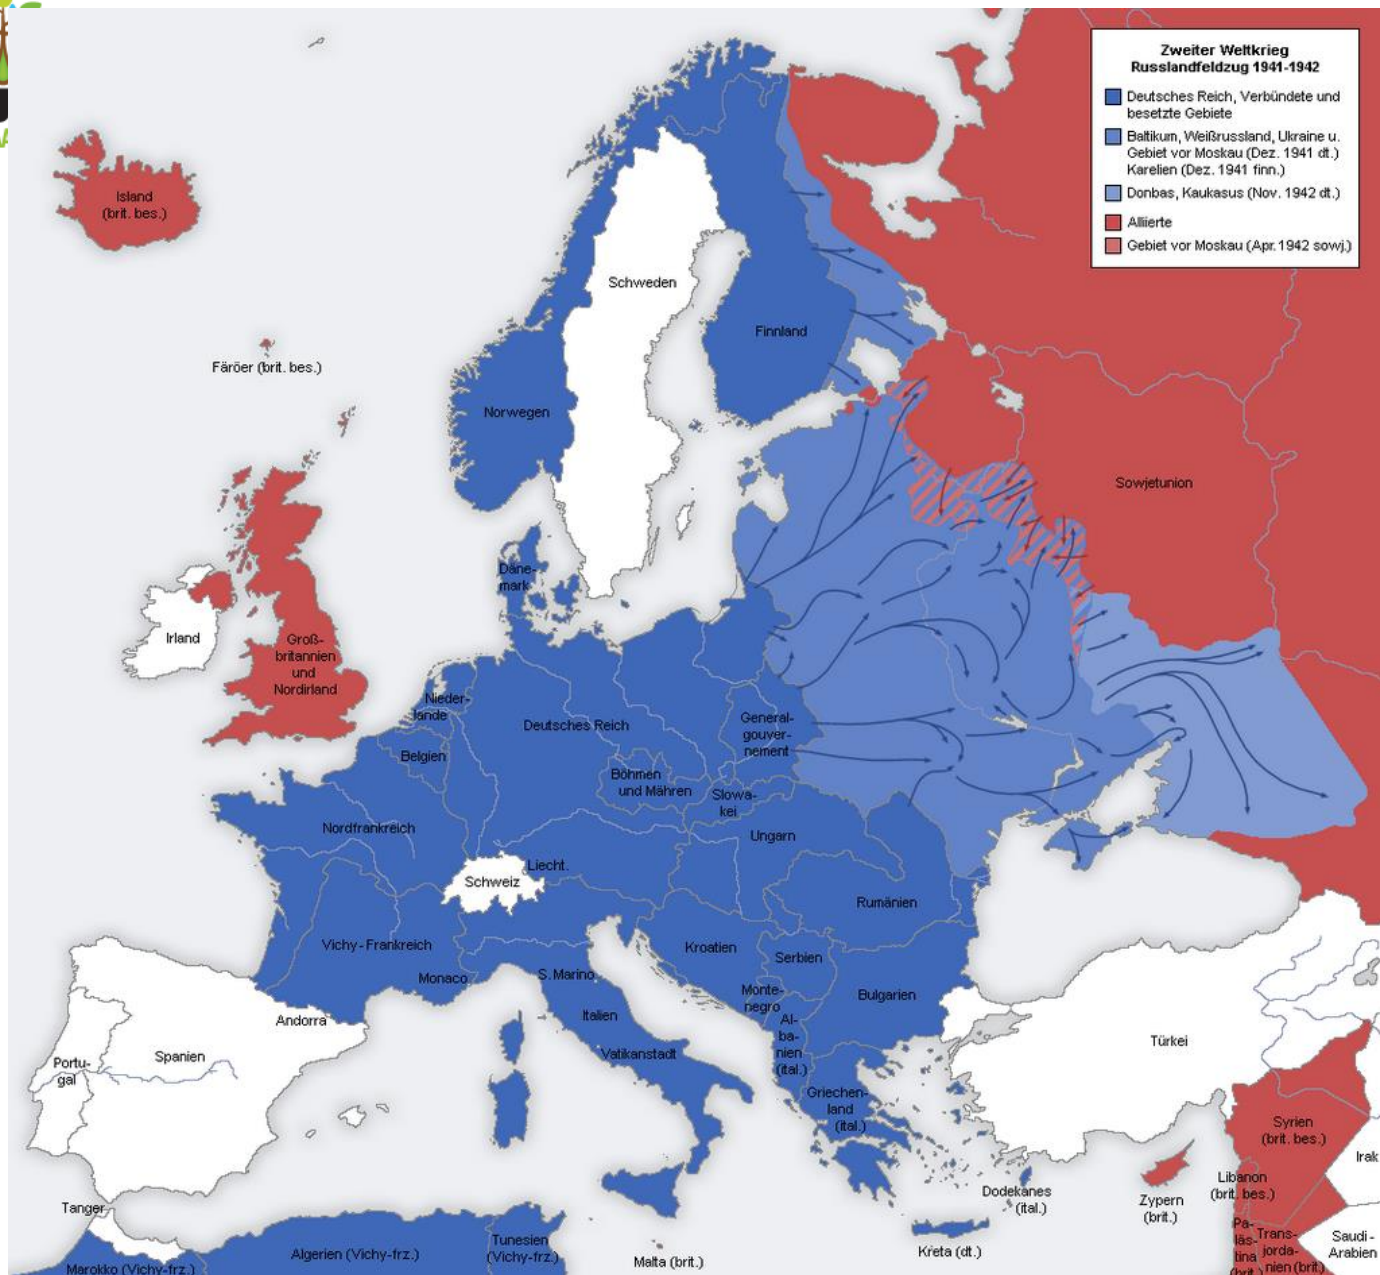 Zweiter Weltkrieg
Russlandfeldzug 1941-1942
Deutsches Reich, Verbündete und
besetzte Gebiete
Baltikum, Weißrussland, Ukraine u.
Gebiet vor Moskau (Dez. 1941 dt.)
Karelien (Dez. 1941 finn.)
Donbas, Kaukasus (Nov. 1942 dt.)
Alliierte
Gebiet vor Moskau (Apr. 1942 sowj.)
Island
(brit. bes.)
Schweden
Finnland
Färöer (brit. bes.)
Norwegen
Sowjetunion
Däne-
mark
Irland
Groß-
britannien
und
Nordirland
Nieder-
lande
Deutsches Reich
General-
gouver-
nement
Belgien
Böhmen
und Mähren
Slowa-
kei
Nordfrankreich
Ungarn
Liecht.
Schweiz
Rumänien
Vichy-Frankreich
Kroatien
Serbien
Monaco
S. Marino
Monte-
negro
Bulgarien
Andorra
Italien
Al-
ba-
nien
(ital.)
Türkei
Portu-
gal
Spanien
Vatikanstadt
Griechen-
land
(ital.)
Syrien
(brit. bes.)
Irak
Libanon
(brit. bes.)
Dodekanes
(ital.)
Zypern
(brit.)
Tanger
Pa-
läs-
tina
(brit.)
Trans-
jorda-
nien (brit.)
Saudi-
Arabien
Algerien (Vichy-frz.)
Tunesien
(Vichy-frz.)
Malta (brit.)
Kreta (dt.)
Marokko (Vichy-frz.)